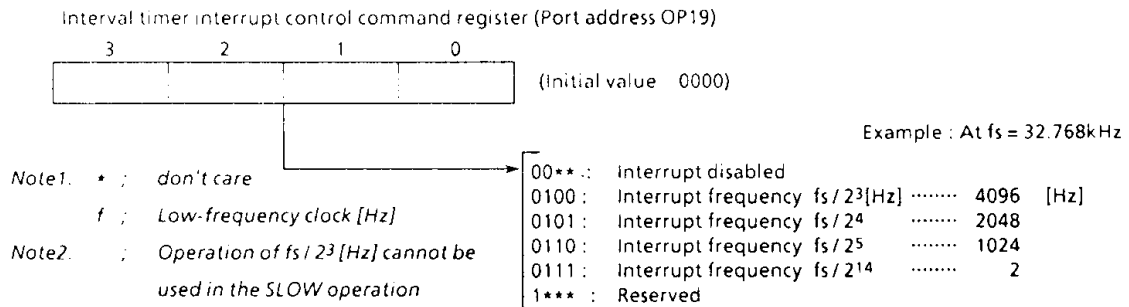 Interval timer interrupt control command register (Port address OP19)
3 2 1 0
(Initial value 0000)
Example : At fs = 32.768kHz
Note1. * ; don't care
f ; Low-frequency clock [Hz]
Note2. ; Operation of fs / 2³ [Hz] cannot be
used in the SLOW operation
00** : Interrupt disabled
0100 : Interrupt frequency fs / 2³[Hz] ········ 4096 [Hz]
0101 : Interrupt frequency fs / 2⁴ ········ 2048
0110 : Interrupt frequency fs / 2⁵ ········ 1024
0111 : Interrupt frequency fs / 2¹⁴ ········ 2
1*** : Reserved